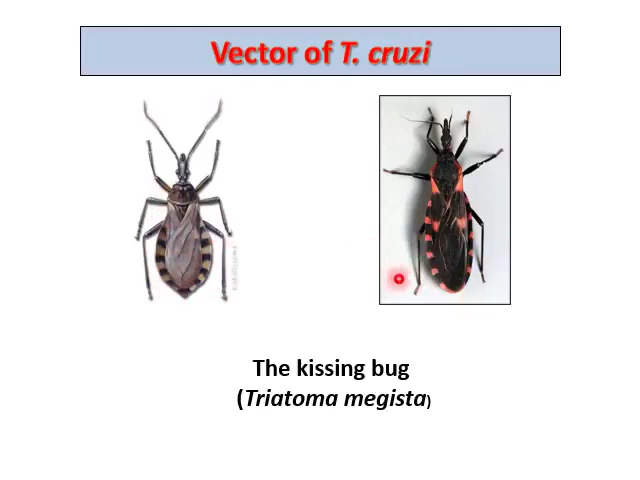 Vector of T. cruzi
The kissing bug
(Triatoma megista)